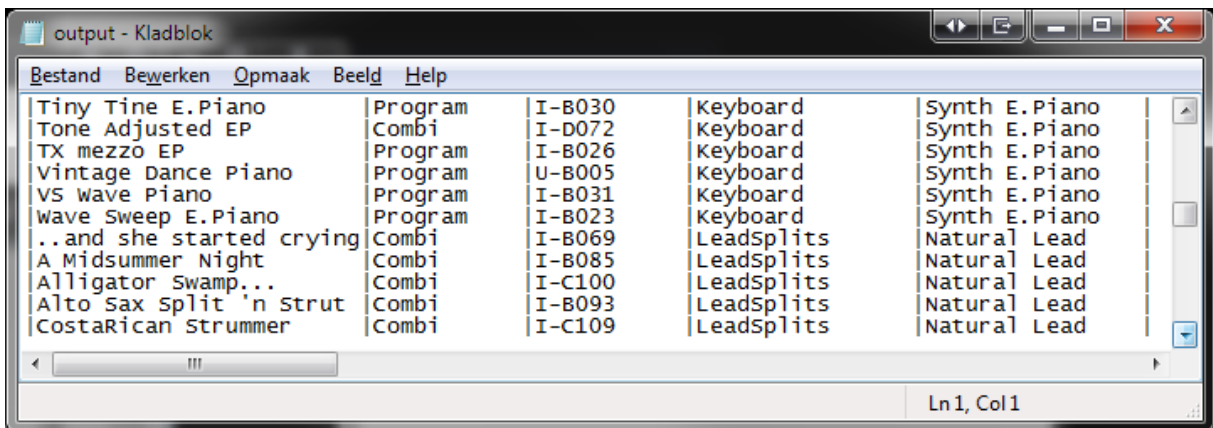 output - Kladblok
Bestand Bewerken Opmaak Beeld Help
|Tiny Tine E.Piano |Program |I-B030 |Keyboard |Synth E.Piano |
|Tone Adjusted EP |Combi |I-D072 |Keyboard |Synth E.Piano |
|TX mezzo EP |Program |I-B026 |Keyboard |Synth E.Piano |
|Vintage Dance Piano |Program |U-B005 |Keyboard |Synth E.Piano |
|VS Wave Piano |Program |I-B031 |Keyboard |Synth E.Piano |
|Wave Sweep E.Piano |Program |I-B023 |Keyboard |Synth E.Piano |
|..and she started crying|Combi |I-B069 |LeadSplits |Natural Lead |
|A Midsummer Night |Combi |I-B085 |LeadSplits |Natural Lead |
|Alligator Swamp... |Combi |I-C100 |LeadSplits |Natural Lead |
|Alto Sax Split 'n Strut |Combi |I-B093 |LeadSplits |Natural Lead |
|CostaRican Strummer |Combi |I-C109 |LeadSplits |Natural Lead |
Ln 1, Col 1